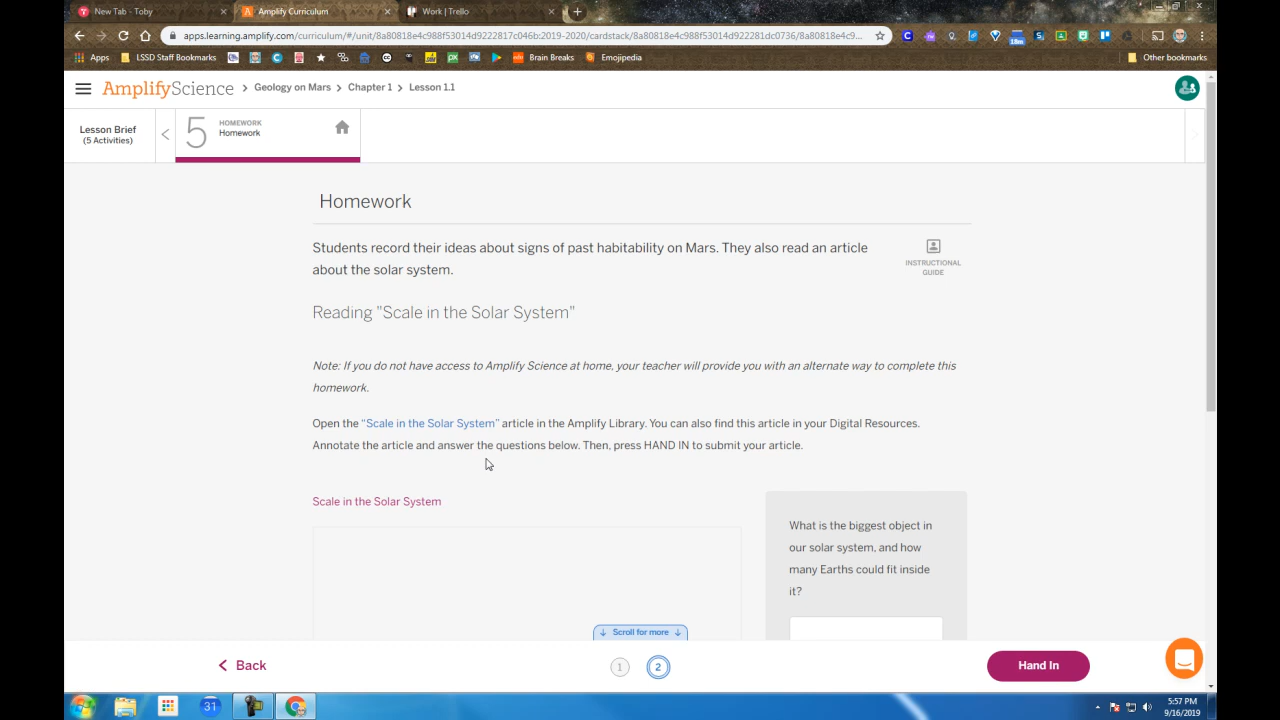 New Tab - Toby
Amplify Curriculum
Work | Trello
apps.learning.amplify.com/curriculum/#/unit/8a80818e4c988f53014d9222817c046b:2019-2020/cardstack/8a80818e4c988f53014d922281dc0736/8a80818e4c988f53014d9...
Apps
LSSD Staff Bookmarks
Brain Breaks
Emojipedia
Other bookmarks
AmplifyScience > Geology on Mars > Chapter 1 > Lesson 1.1
Lesson Brief
(5 Activities)
5
HOMEWORK
Homework
Homework
Students record their ideas about signs of past habitability on Mars. They also read an article
about the solar system.
INSTRUCTIONAL
GUIDE
Reading "Scale in the Solar System"
Note: If you do not have access to Amplify Science at home, your teacher will provide you with an alternate way to complete this
homework.
Open the “Scale in the Solar System” article in the Amplify Library. You can also find this article in your Digital Resources.
Annotate the article and answer the questions below. Then, press HAND IN to submit your article.
Scale in the Solar System
What is the biggest object in
our solar system, and how
many Earths could fit inside
it?
Scroll for more
Back
1
2
Hand In
31
5:57 PM
9/16/2019